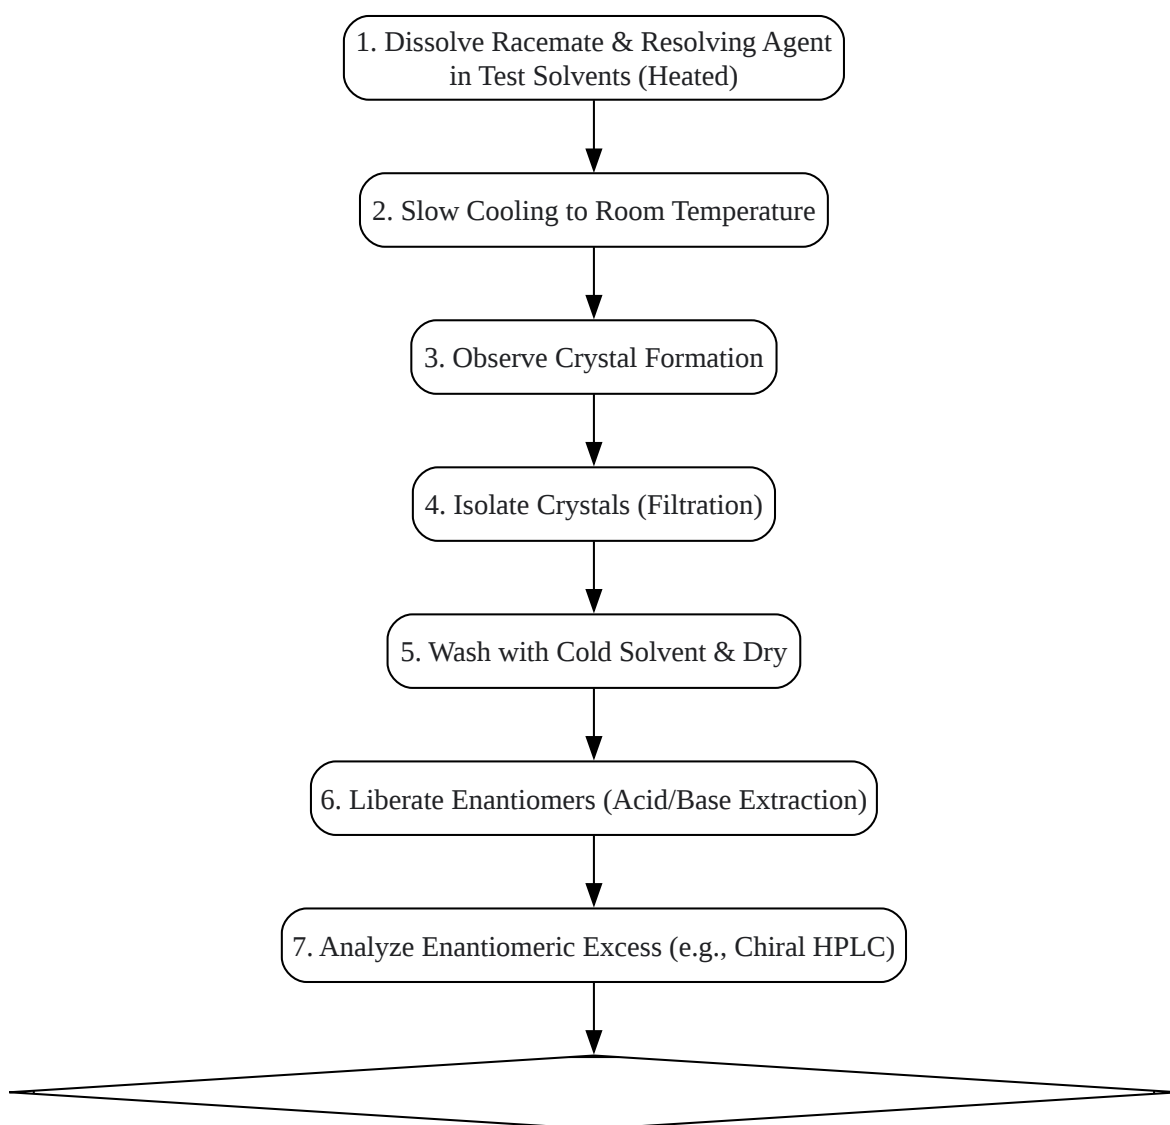 1. Dissolve Racemate & Resolving Agent
in Test Solvents (Heated)
2. Slow Cooling to Room Temperature
3. Observe Crystal Formation
4. Isolate Crystals (Filtration)
5. Wash with Cold Solvent & Dry
6. Liberate Enantiomers (Acid/Base Extraction)
7. Analyze Enantiomeric Excess (e.g., Chiral HPLC)